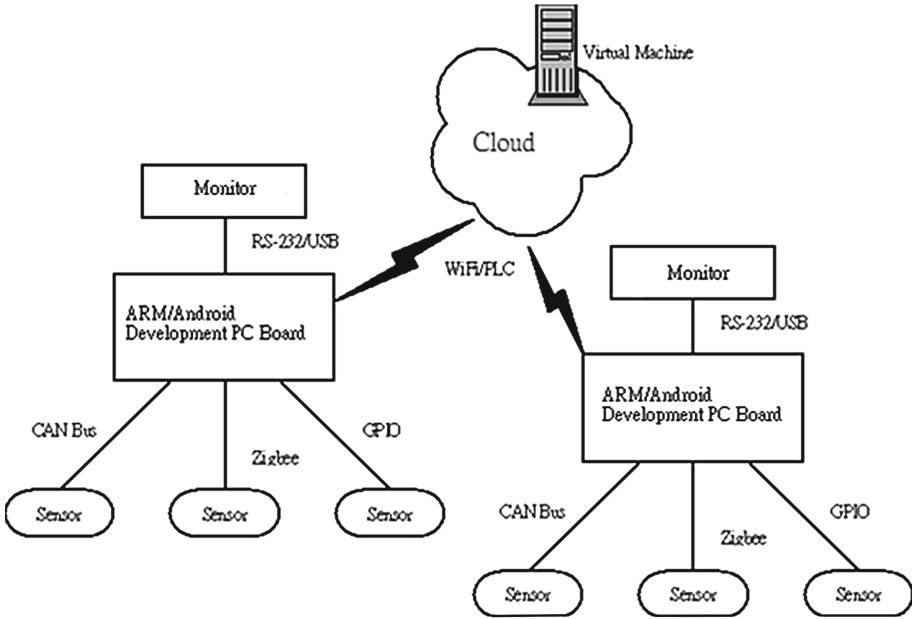 Virtual Machine
Cloud
Monitor
RS-232/USB
WiFi/PLC
ARM/Android
Development PC Board
CAN Bus
Zigbee
GPIO
Sensor
Sensor
Sensor
Monitor
RS-232/USB
ARM/Android
Development PC Board
CAN Bus
Zigbee
GPIO
Sensor
Sensor
Sensor